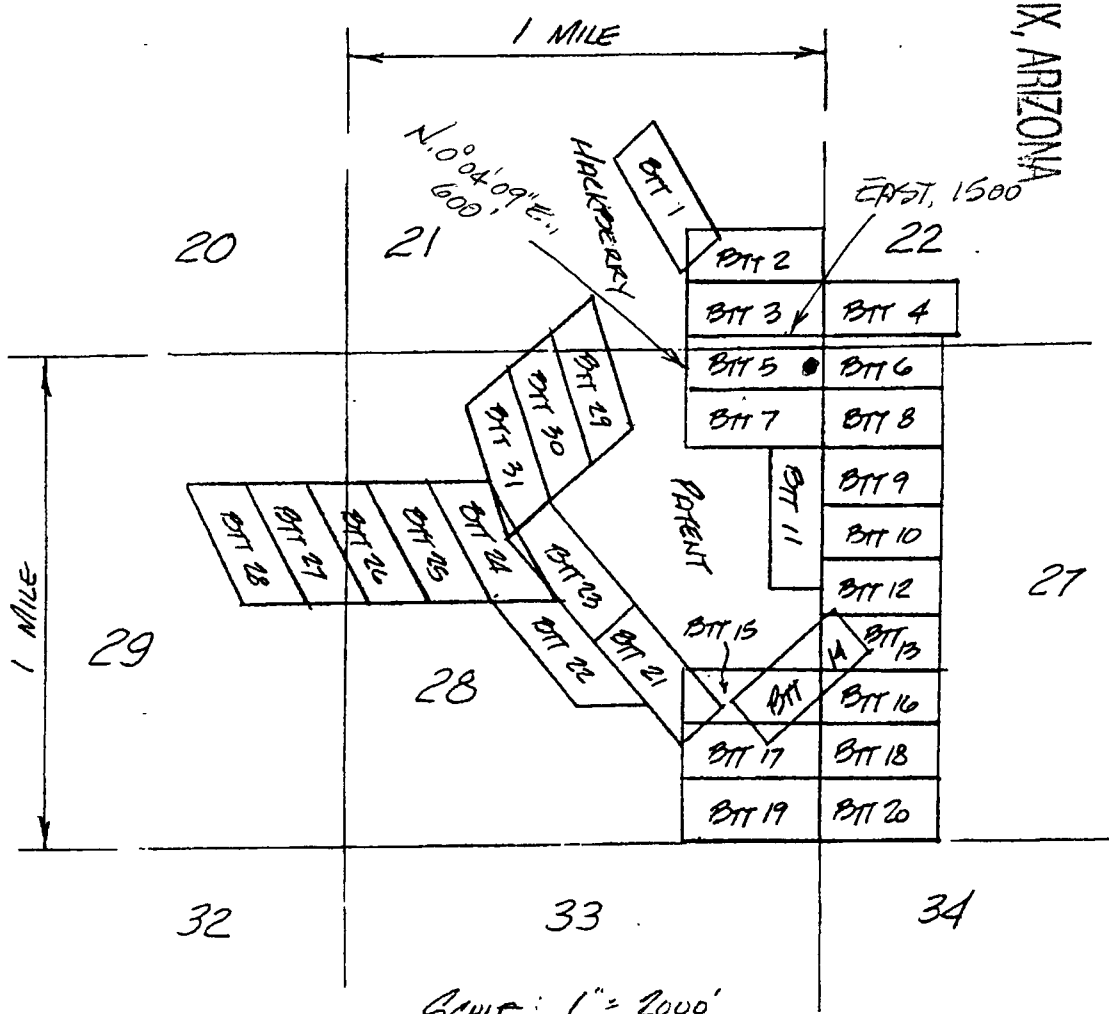 1 MILE
IX, ARIZONA
N. 0°04'09"E.,
600'
HACKBERRY
BTT 1
EAST, 1500
20
21
22
BTT 2
BTT 3
BTT 4
BTT 5
BTT 6
BTT 7
BTT 8
BTT 29
BTT 30
BTT 31
BTT 9
BTT 11
PATENT
BTT 10
BTT 28
BTT 27
BTT 26
BTT 25
BTT 24
BTT 23
BTT 12
27
1 MILE
29
28
BTT 22
BTT 21
BTT 15
BTT 14
BTT 13
BTT 16
BTT 17
BTT 18
BTT 19
BTT 20
32
33
34
SCALE: 1" = 2000'